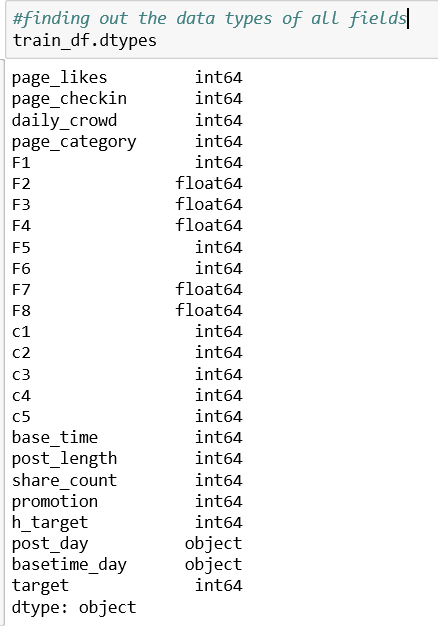 #finding out the data types of all fields
train_df.dtypes
page_likes int64
page_checkin int64
daily_crowd int64
page_category int64
F1 int64
F2 float64
F3 float64
F4 float64
F5 int64
F6 int64
F7 float64
F8 float64
c1 int64
c2 int64
c3 int64
c4 int64
c5 int64
base_time int64
post_length int64
share_count int64
promotion int64
h_target int64
post_day object
basetime_day object
target int64
dtype: object